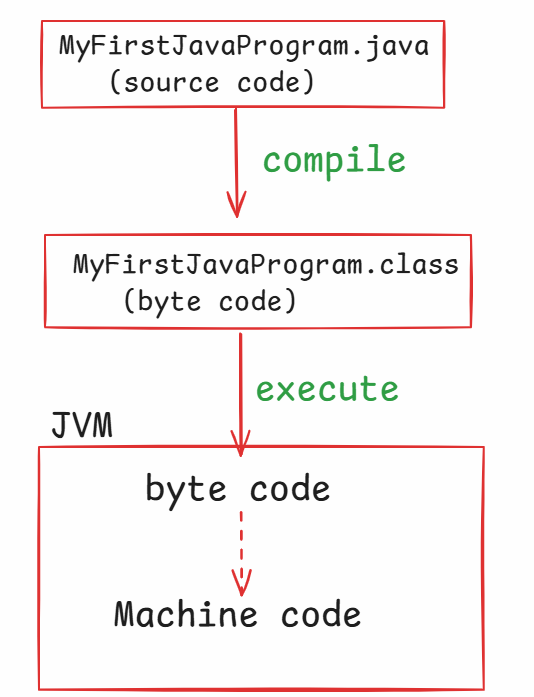 MyFirstJavaProgram.java
(source code)
compile
MyFirstJavaProgram.class
(byte code)
execute
JVM
byte code
Machine code